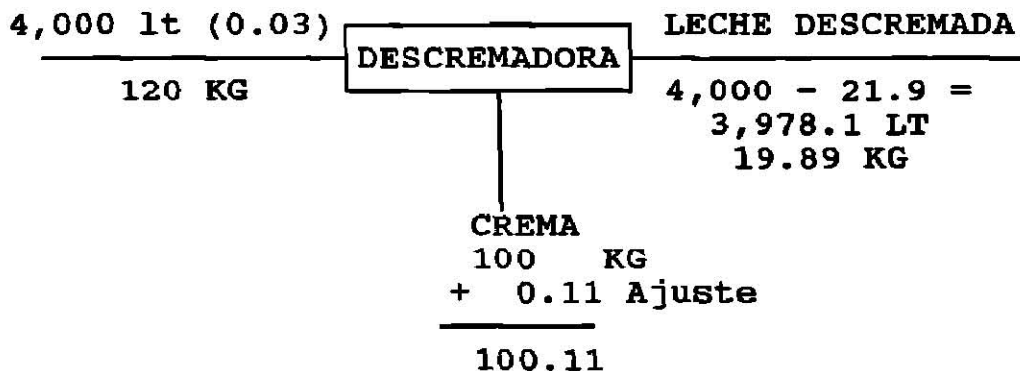 4,000 lt (0.03)
120 KG
DESCREMADORA
LECHE DESCREMADA
4,000 - 21.9 =
3,978.1 LT
19.89 KG
CREMA
100 KG
+ 0.11 Ajuste
100.11